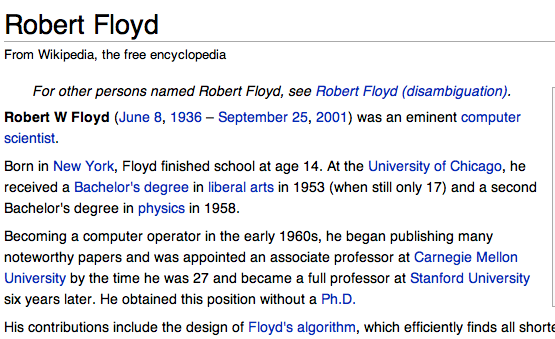 Robert Floyd
From Wikipedia, the free encyclopedia
For other persons named Robert Floyd, see Robert Floyd (disambiguation).
Robert W Floyd (June 8, 1936 – September 25, 2001) was an eminent computer
scientist.
Born in New York, Floyd finished school at age 14. At the University of Chicago, he
received a Bachelor's degree in liberal arts in 1953 (when still only 17) and a second
Bachelor's degree in physics in 1958.
Becoming a computer operator in the early 1960s, he began publishing many
noteworthy papers and was appointed an associate professor at Carnegie Mellon
University by the time he was 27 and became a full professor at Stanford University
six years later. He obtained this position without a Ph.D.
His contributions include the design of Floyd's algorithm, which efficiently finds all